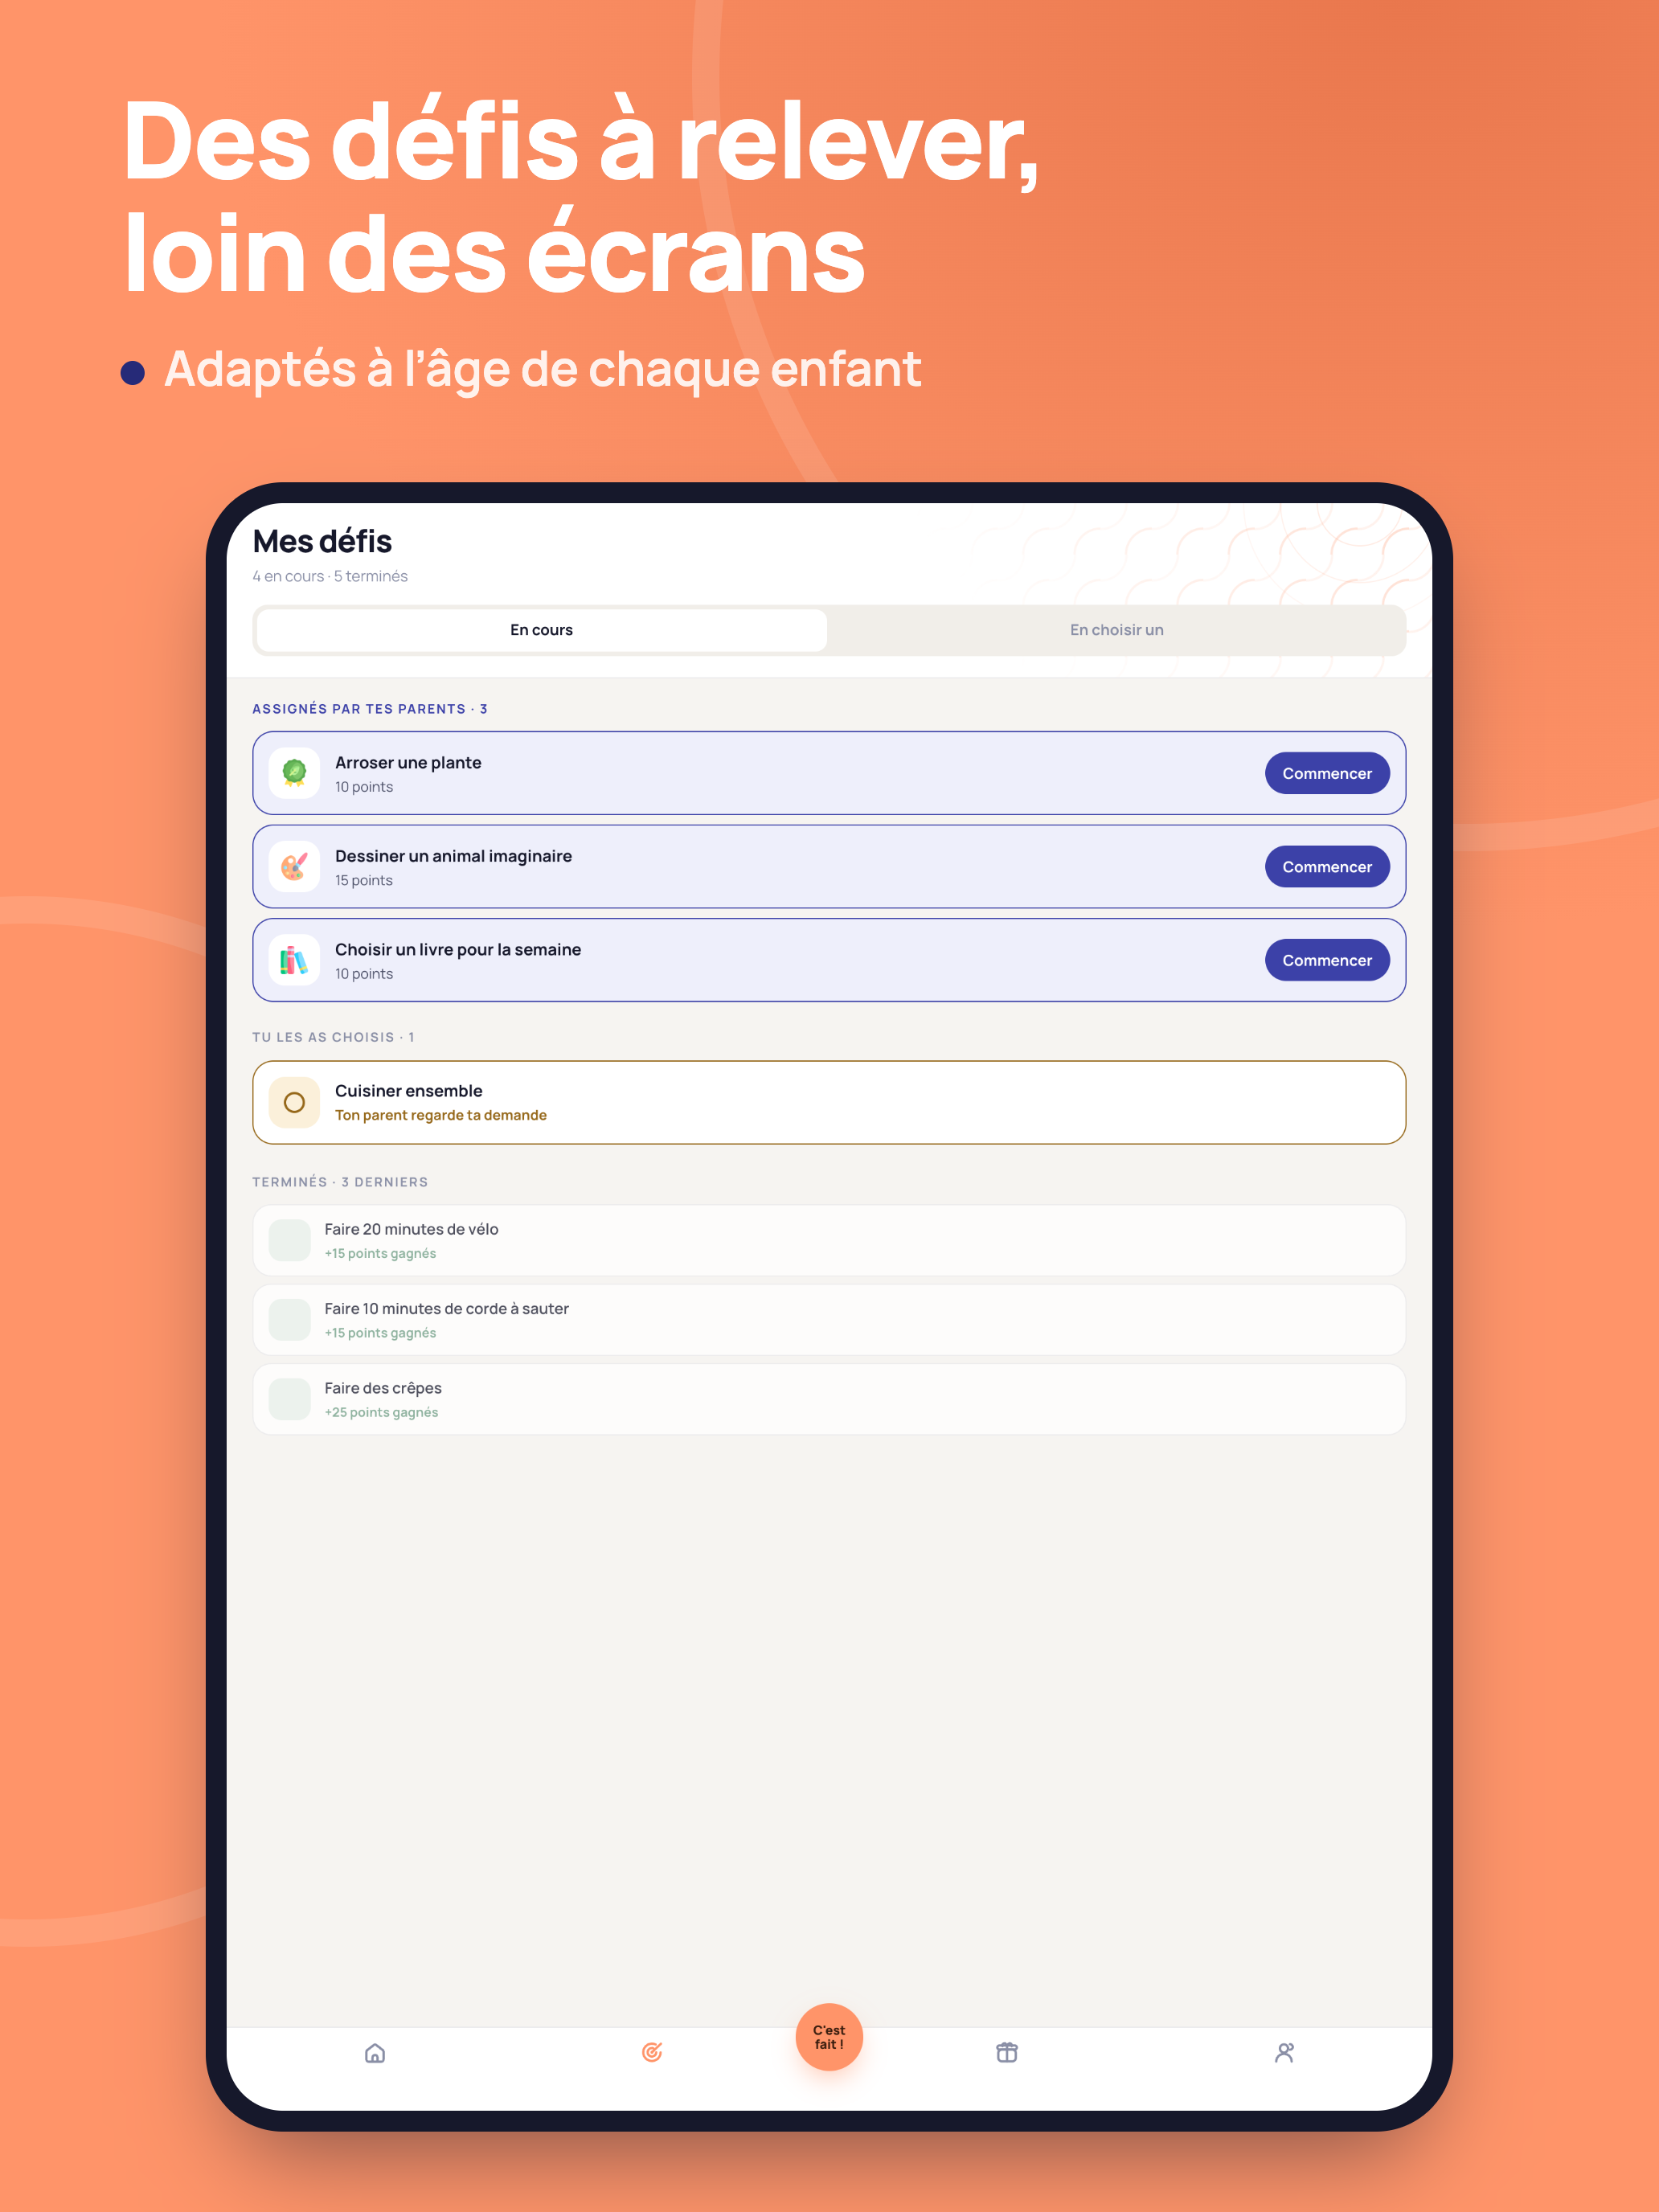 Des défis à relever,
loin des écrans
Adaptés à l’âge de chaque enfant
Mes défis
4 en cours · 5 terminés
En cours
En choisir un
ASSIGNÉS PAR TES PARENTS · 3
Arroser une plante
10 points
Commencer
Dessiner un animal imaginaire
15 points
Commencer
Choisir un livre pour la semaine
10 points
Commencer
TU LES AS CHOISIS · 1
Cuisiner ensemble
Ton parent regarde ta demande
TERMINÉS · 3 DERNIERS
Faire 20 minutes de vélo
+15 points gagnés
Faire 10 minutes de corde à sauter
+15 points gagnés
Faire des crêpes
+25 points gagnés
C'est
fait !